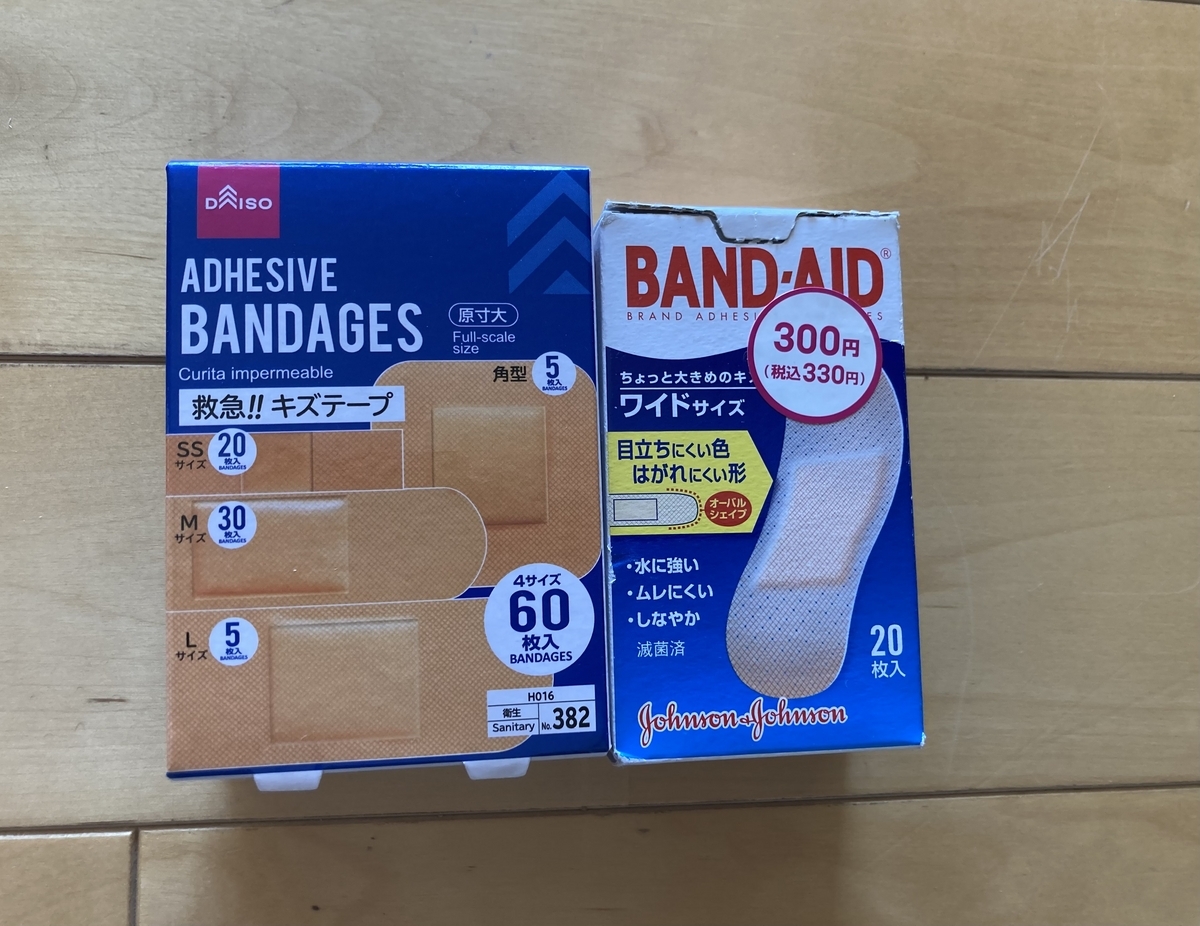 DAISO
ADHESIVE
BANDAGES
原寸大
Full-scale
size
Curita impermeable
救急!! キズテープ
角型
5
枚入
BANDAGES
SS
サイズ
20
枚入
BANDAGES
M
サイズ
30
枚入
BANDAGES
L
サイズ
5
枚入
BANDAGES
4サイズ
60
枚入
BANDAGES
H016
衛生
Sanitary
No.382
BAND-AID®
BRAND ADHESI
ES
300円
(税込330円)
ちょっと大きめのキズ
ワイドサイズ
目立ちにくい色
はがれにくい形
オーバル
シェイプ
・水に強い
・ムレにくい
・しなやか
滅菌済
20
枚入
Johnson & Johnson